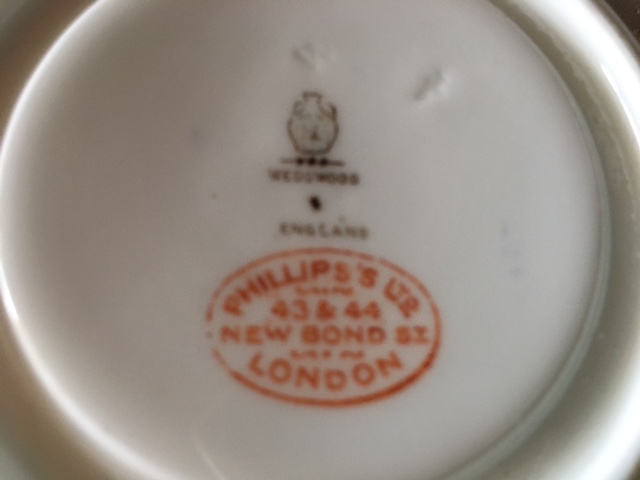 WEDGWOOD
ENGLAND
PHILLIPS'S LTD
43 & 44
NEW BOND ST
LONDON